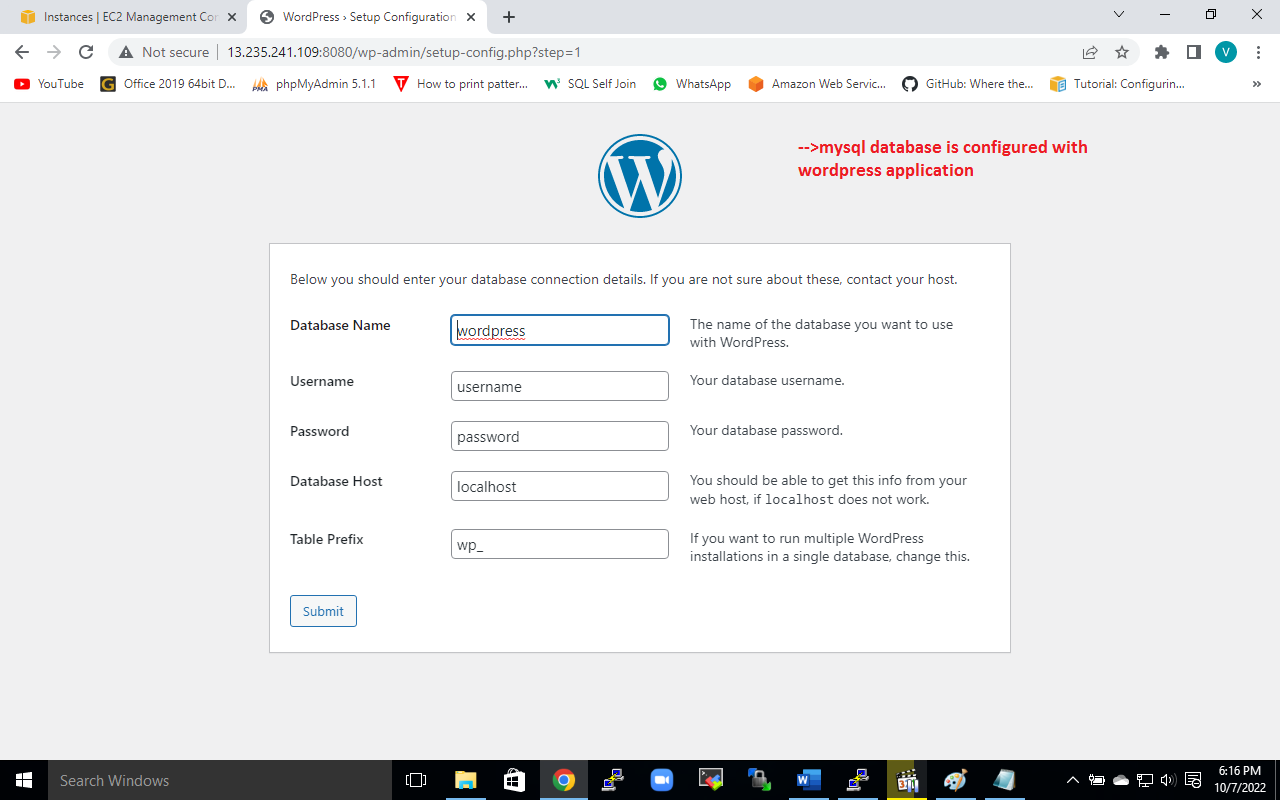 Instances | EC2 Management Con
WordPress › Setup Configuration
Not secure
13.235.241.109:8080/wp-admin/setup-config.php?step=1
V
YouTube
Office 2019 64bit D...
phpMyAdmin 5.1.1
How to print patter...
SQL Self Join
WhatsApp
Amazon Web Servic...
GitHub: Where the...
Tutorial: Configurin...
-->mysql database is configured with
wordpress application
Below you should enter your database connection details. If you are not sure about these, contact your host.
Database Name
wordpress
The name of the database you want to use
with WordPress.
Username
username
Your database username.
Password
password
Your database password.
Database Host
localhost
You should be able to get this info from your
web host, if localhost does not work.
Table Prefix
wp_
If you want to run multiple WordPress
installations in a single database, change this.
Submit
Search Windows
6:16 PM
10/7/2022